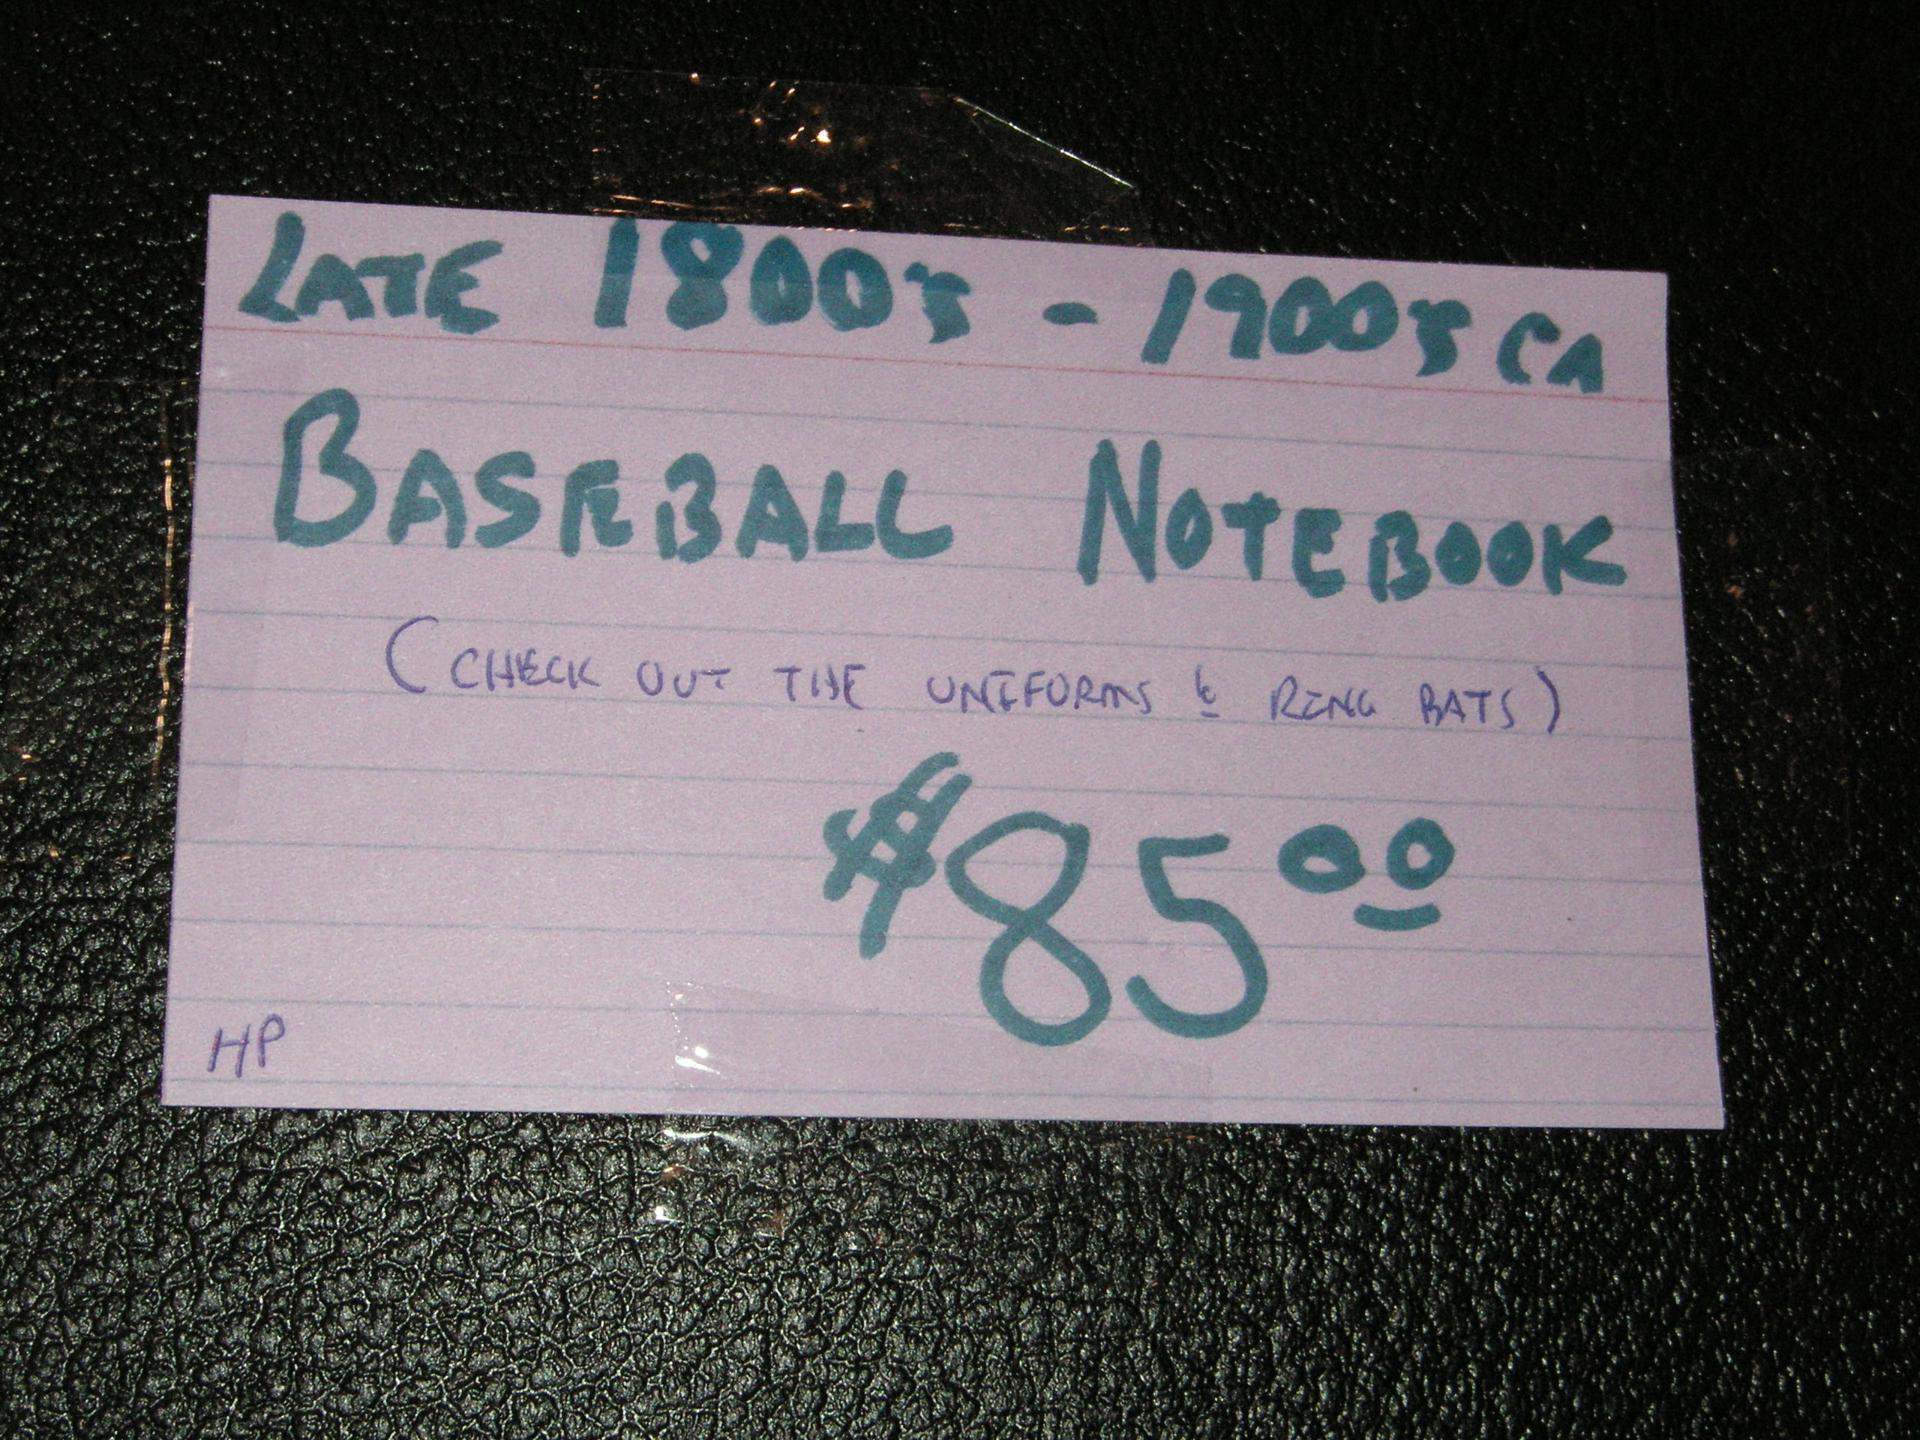 LATE 1800's - 1900's CA
BASEBALL NOTEBOOK
(CHECK OUT THE UNIFORMS & RING BATS)
$85.00
HP